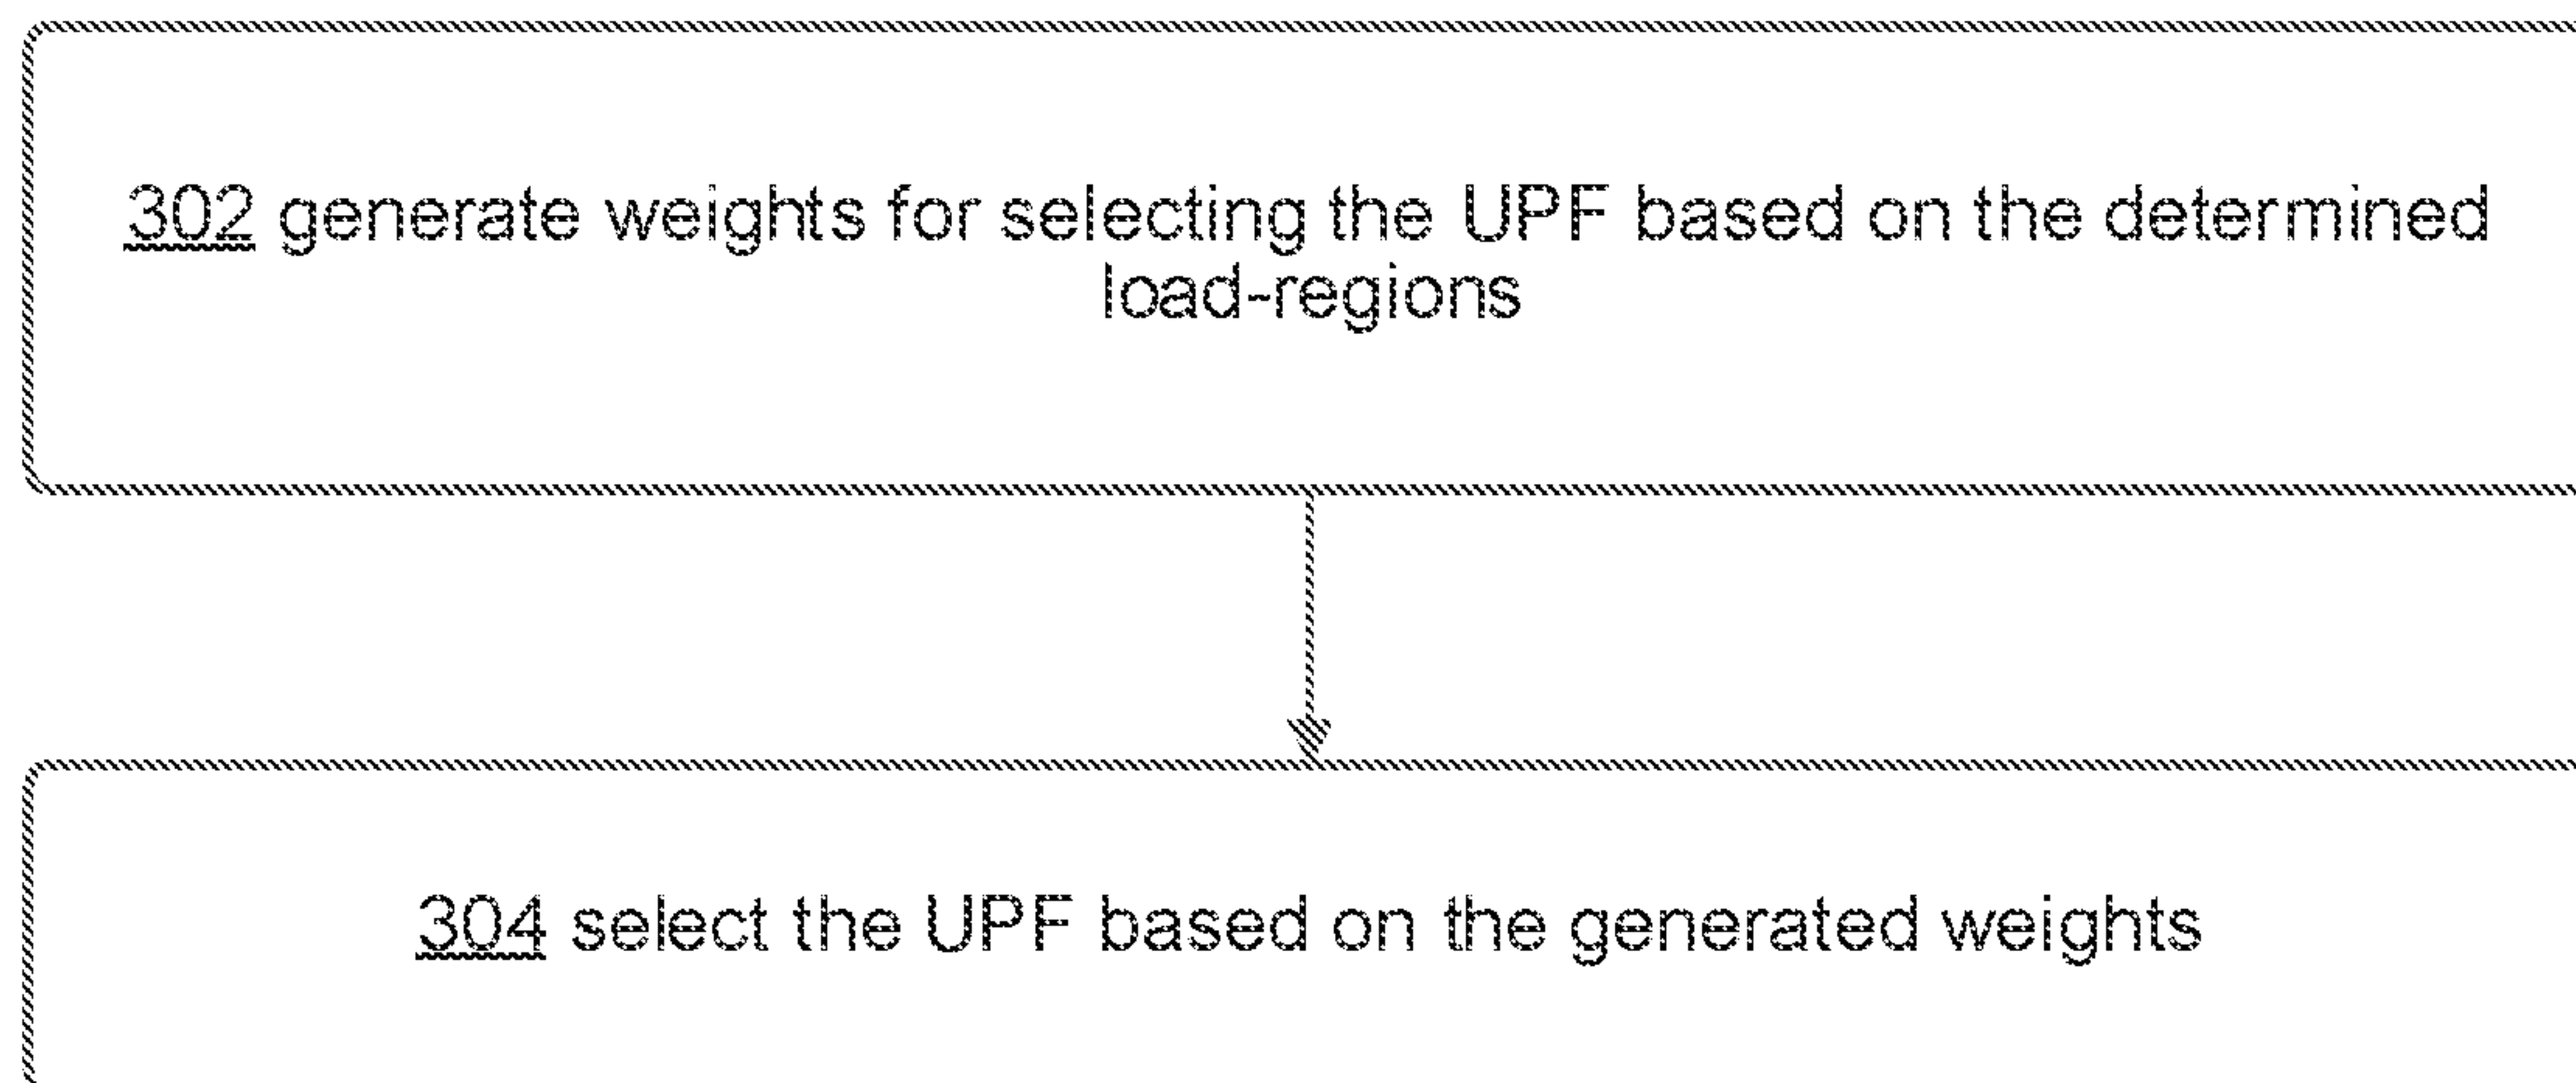 302 generate weights for selecting the UPF based on the determined
load-regions
304 select the UPF based on the generated weights